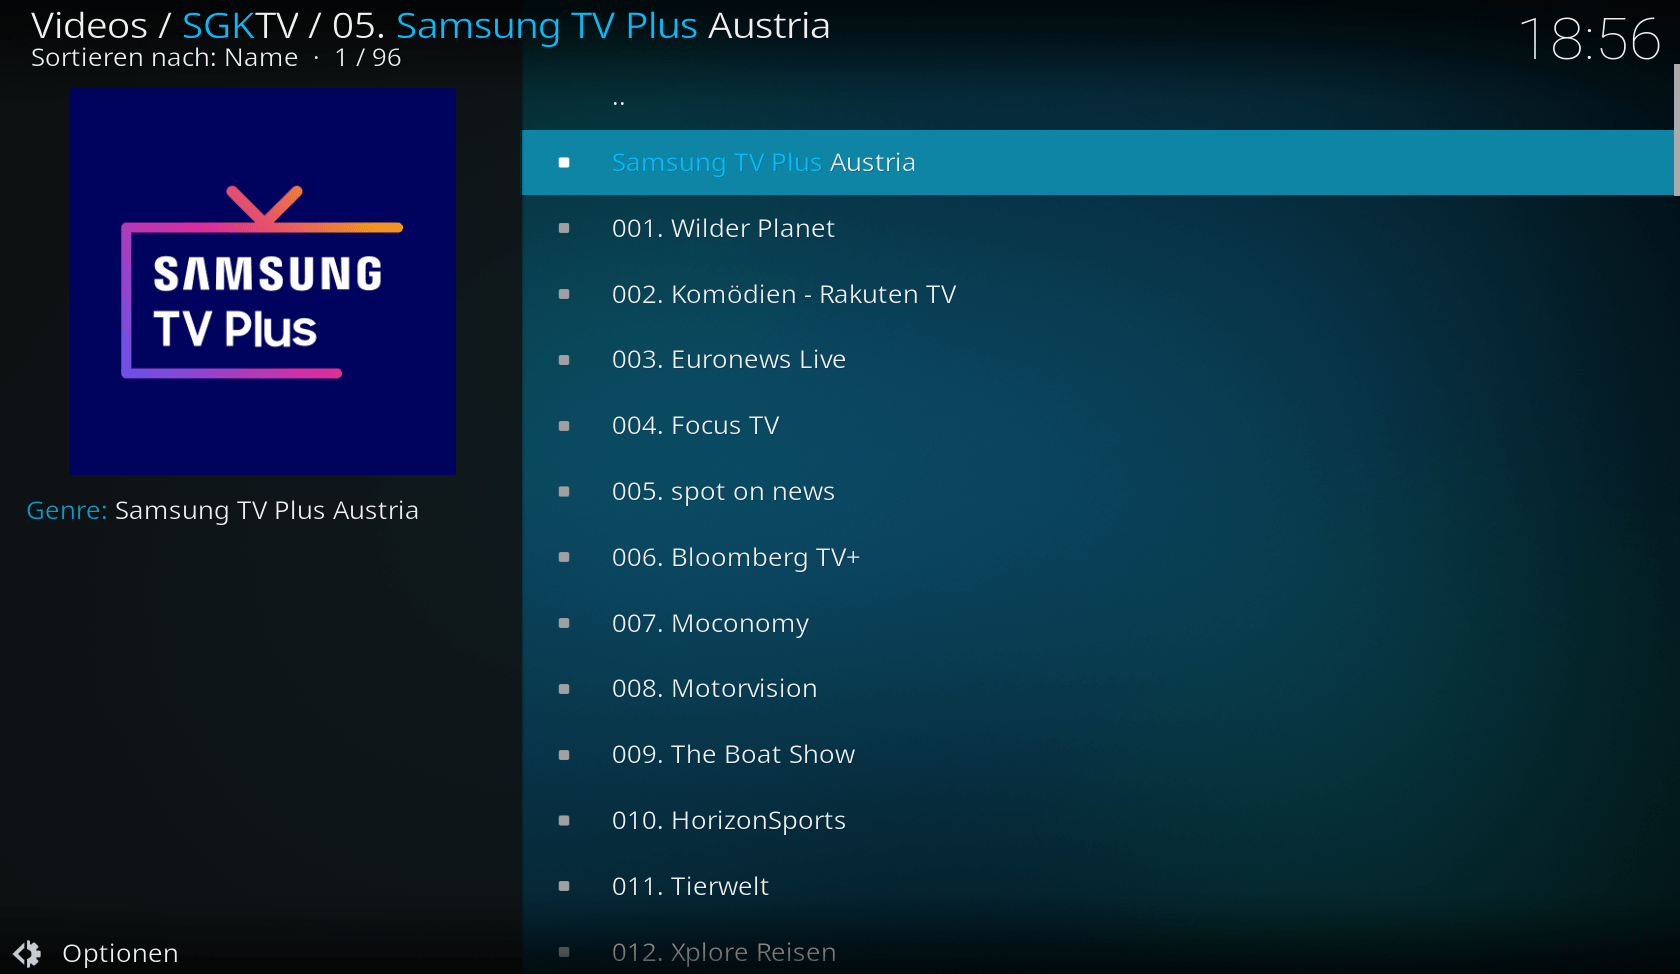 Videos / SGKTV / 05. Samsung TV Plus Austria
Sortieren nach: Name · 1 / 96
18:56
SAMSUNG
TV Plus
Genre: Samsung TV Plus Austria
..
Samsung TV Plus Austria
001. Wilder Planet
002. Komödien - Rakuten TV
003. Euronews Live
004. Focus TV
005. spot on news
006. Bloomberg TV+
007. Moconomy
008. Motorvision
009. The Boat Show
010. HorizonSports
011. Tierwelt
012. Xplore Reisen
Optionen